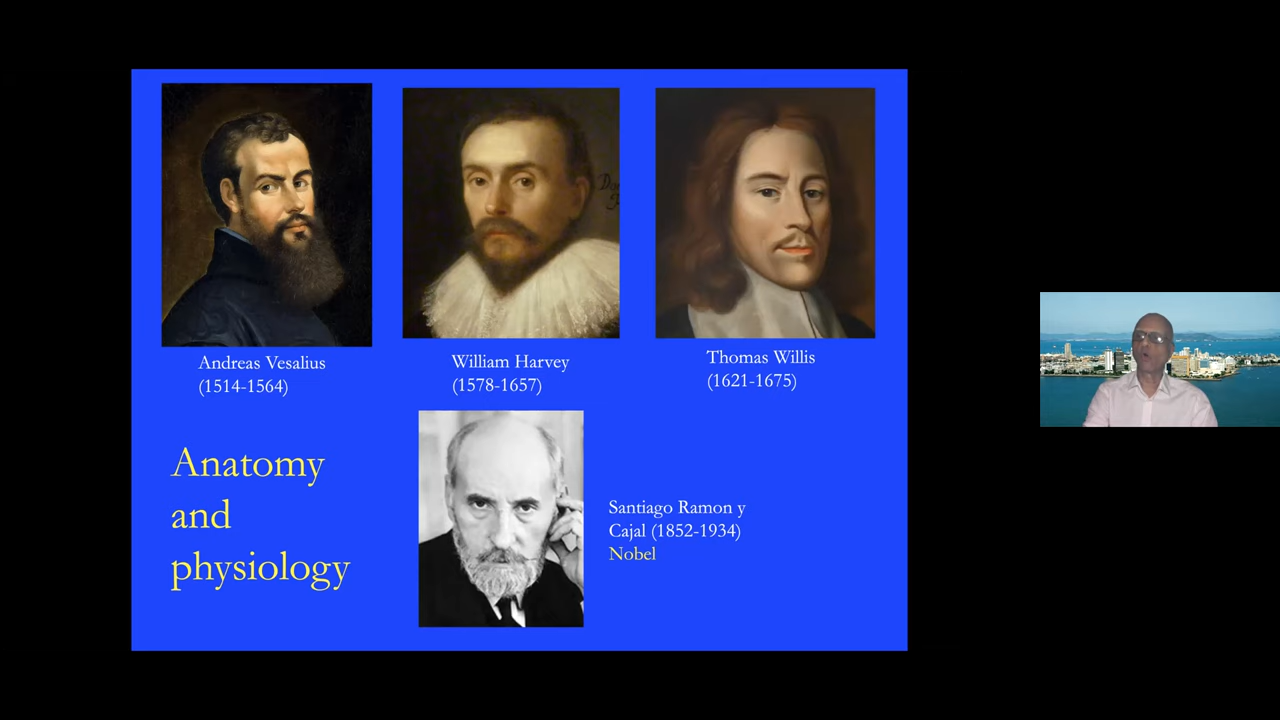 Andreas Vesalius
(1514-1564)
William Harvey
(1578-1657)
Thomas Willis
(1621-1675)
Anatomy
and
physiology
Santiago Ramon y
Cajal (1852-1934)
Nobel